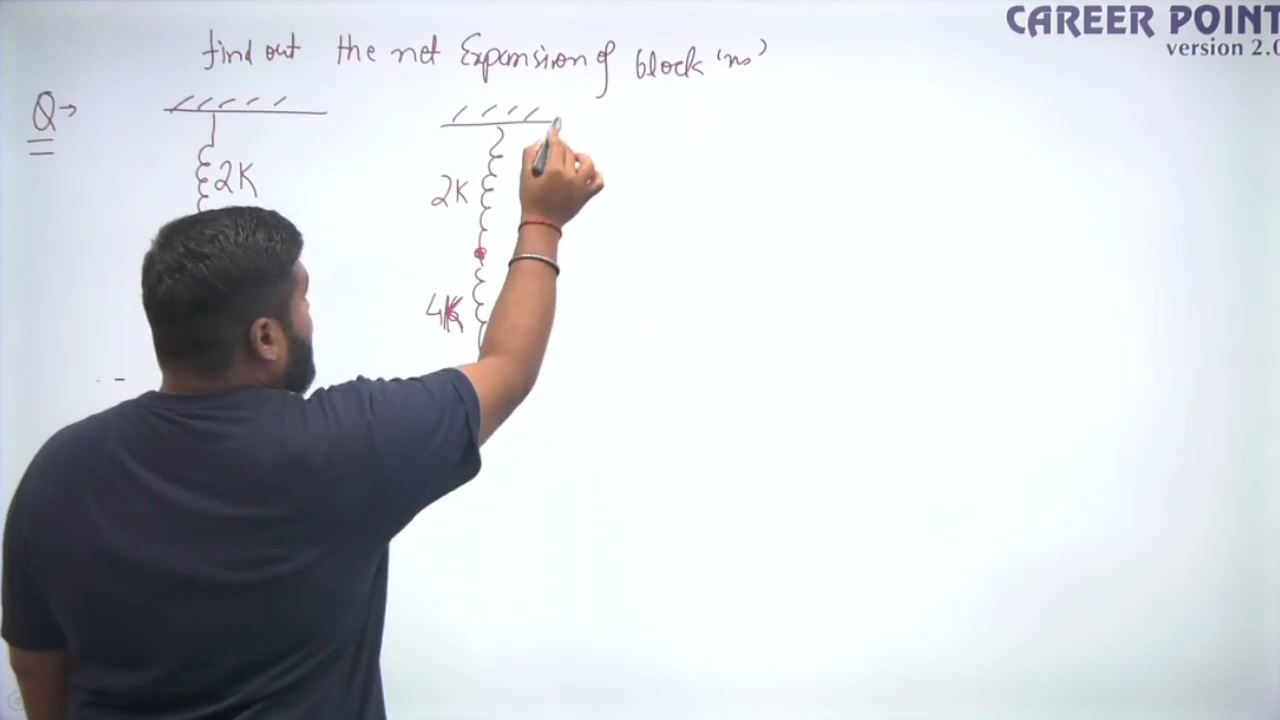 CAREER POINT
version 2.0
find out the net Expansion of block 'm'
Q→
2K
2K
4K